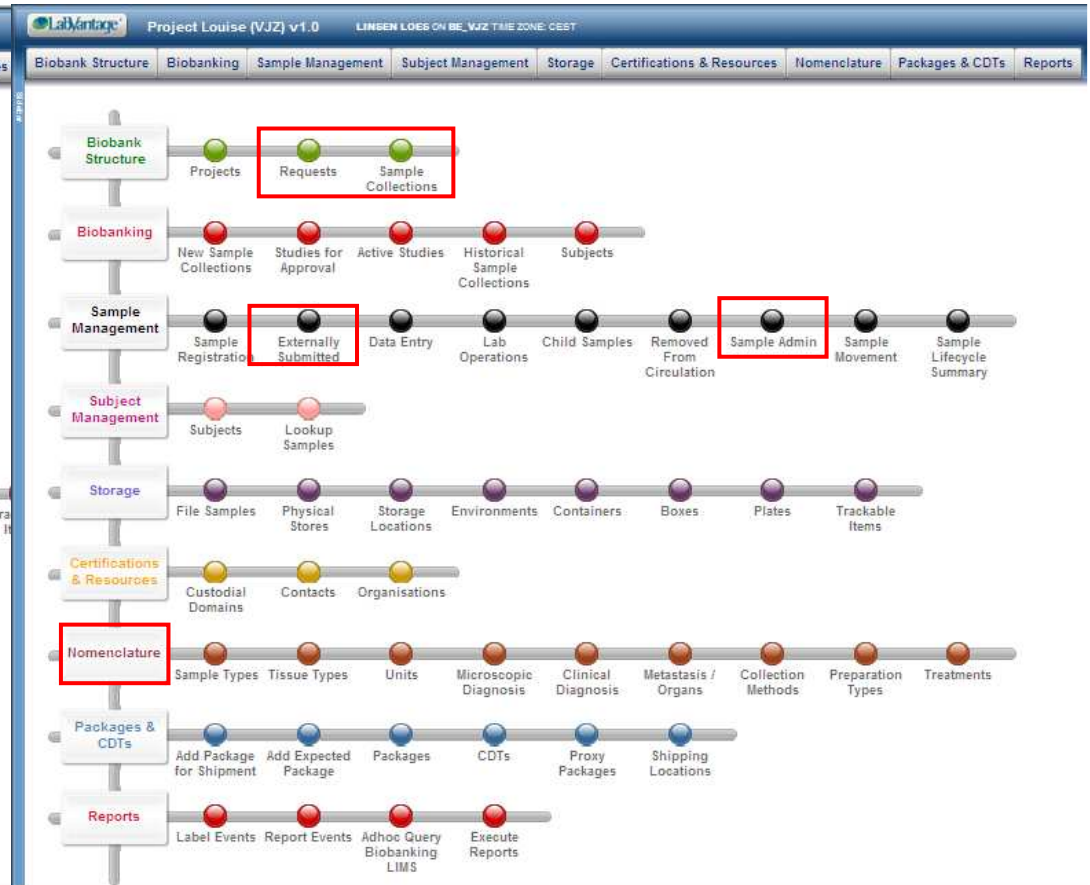 LabVantage Project Louise (VJZ) v1.0 LINSEN LOES ON BE_VJZ TIME ZONE: CEST
Biobank Structure Biobanking Sample Management Subject Management Storage Certifications & Resources Nomenclature Packages & CDTs Reports
Biobank
Structure
Projects
Requests
Sample
Collections
Biobanking
New Sample
Collections
Studies for
Approval
Active Studies
Historical
Sample
Collections
Subjects
Sample
Management
Sample
Registration
Externally
Submitted
Data Entry
Lab
Operations
Child Samples
Removed
From
Circulation
Sample Admin
Sample
Movement
Sample
Lifecycle
Summary
Subject
Management
Subjects
Lookup
Samples
Storage
File Samples
Physical
Stores
Storage
Locations
Environments
Containers
Boxes
Plates
Trackable
Items
Certifications
& Resources
Custodial
Domains
Contacts
Organisations
Nomenclature
Sample Types
Tissue Types
Units
Microscopic
Diagnosis
Clinical
Diagnosis
Metastasis /
Organs
Collection
Methods
Preparation
Types
Treatments
Packages &
CDTs
Add Package
for Shipment
Add Expected
Package
Packages
CDTs
Proxy
Packages
Shipping
Locations
Reports
Label Events
Report Events
Adhoc Query
Biobanking
LIMS
Execute
Reports